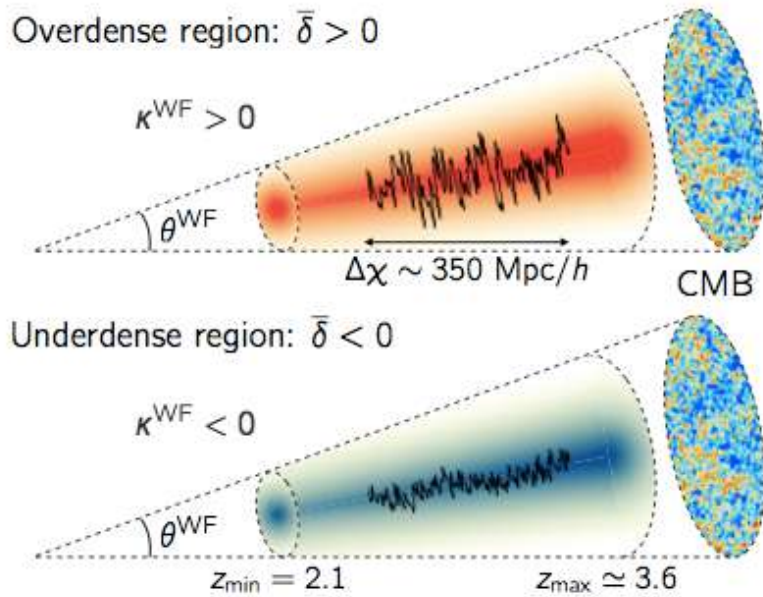 Overdense region: δ̅ > 0
κ^WF > 0
θ^WF
Δχ ∼ 350 Mpc/h
CMB
Underdense region: δ̅ < 0
κ^WF < 0
θ^WF
z_min = 2.1 z_max ≃ 3.6